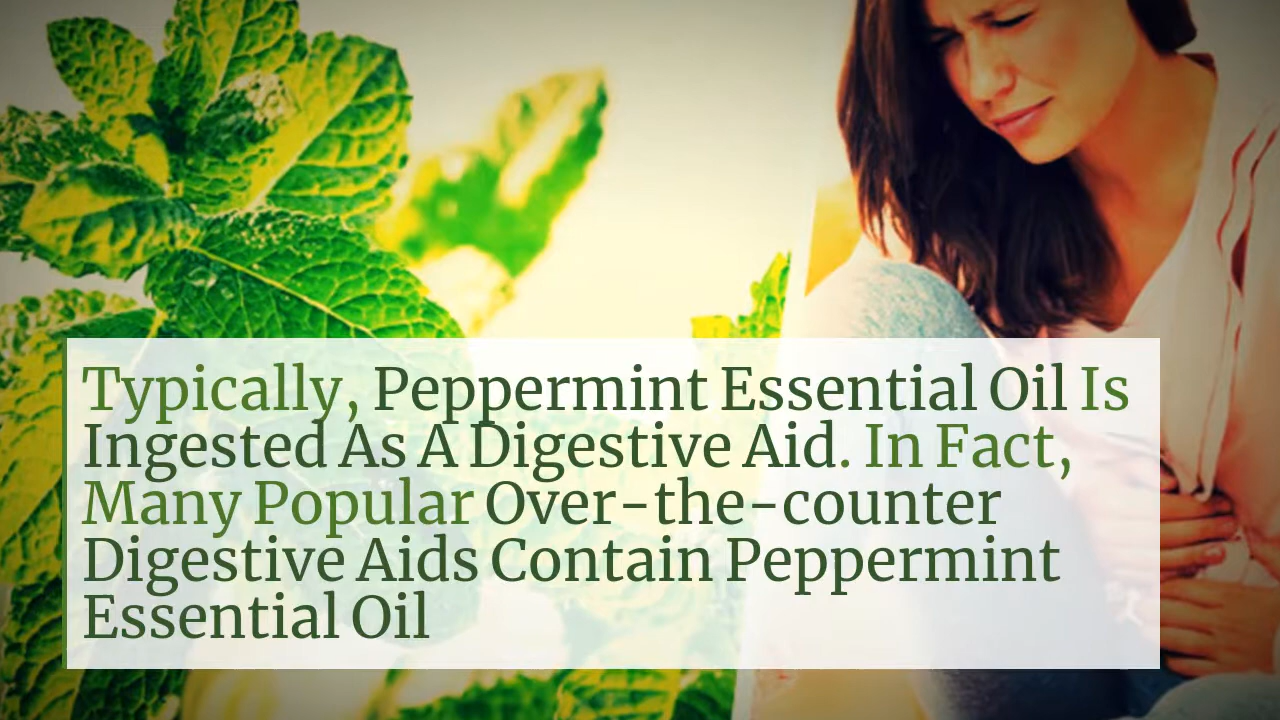 Typically, Peppermint Essential Oil Is
Ingested As A Digestive Aid. In Fact,
Many Popular Over-the-counter
Digestive Aids Contain Peppermint
Essential Oil